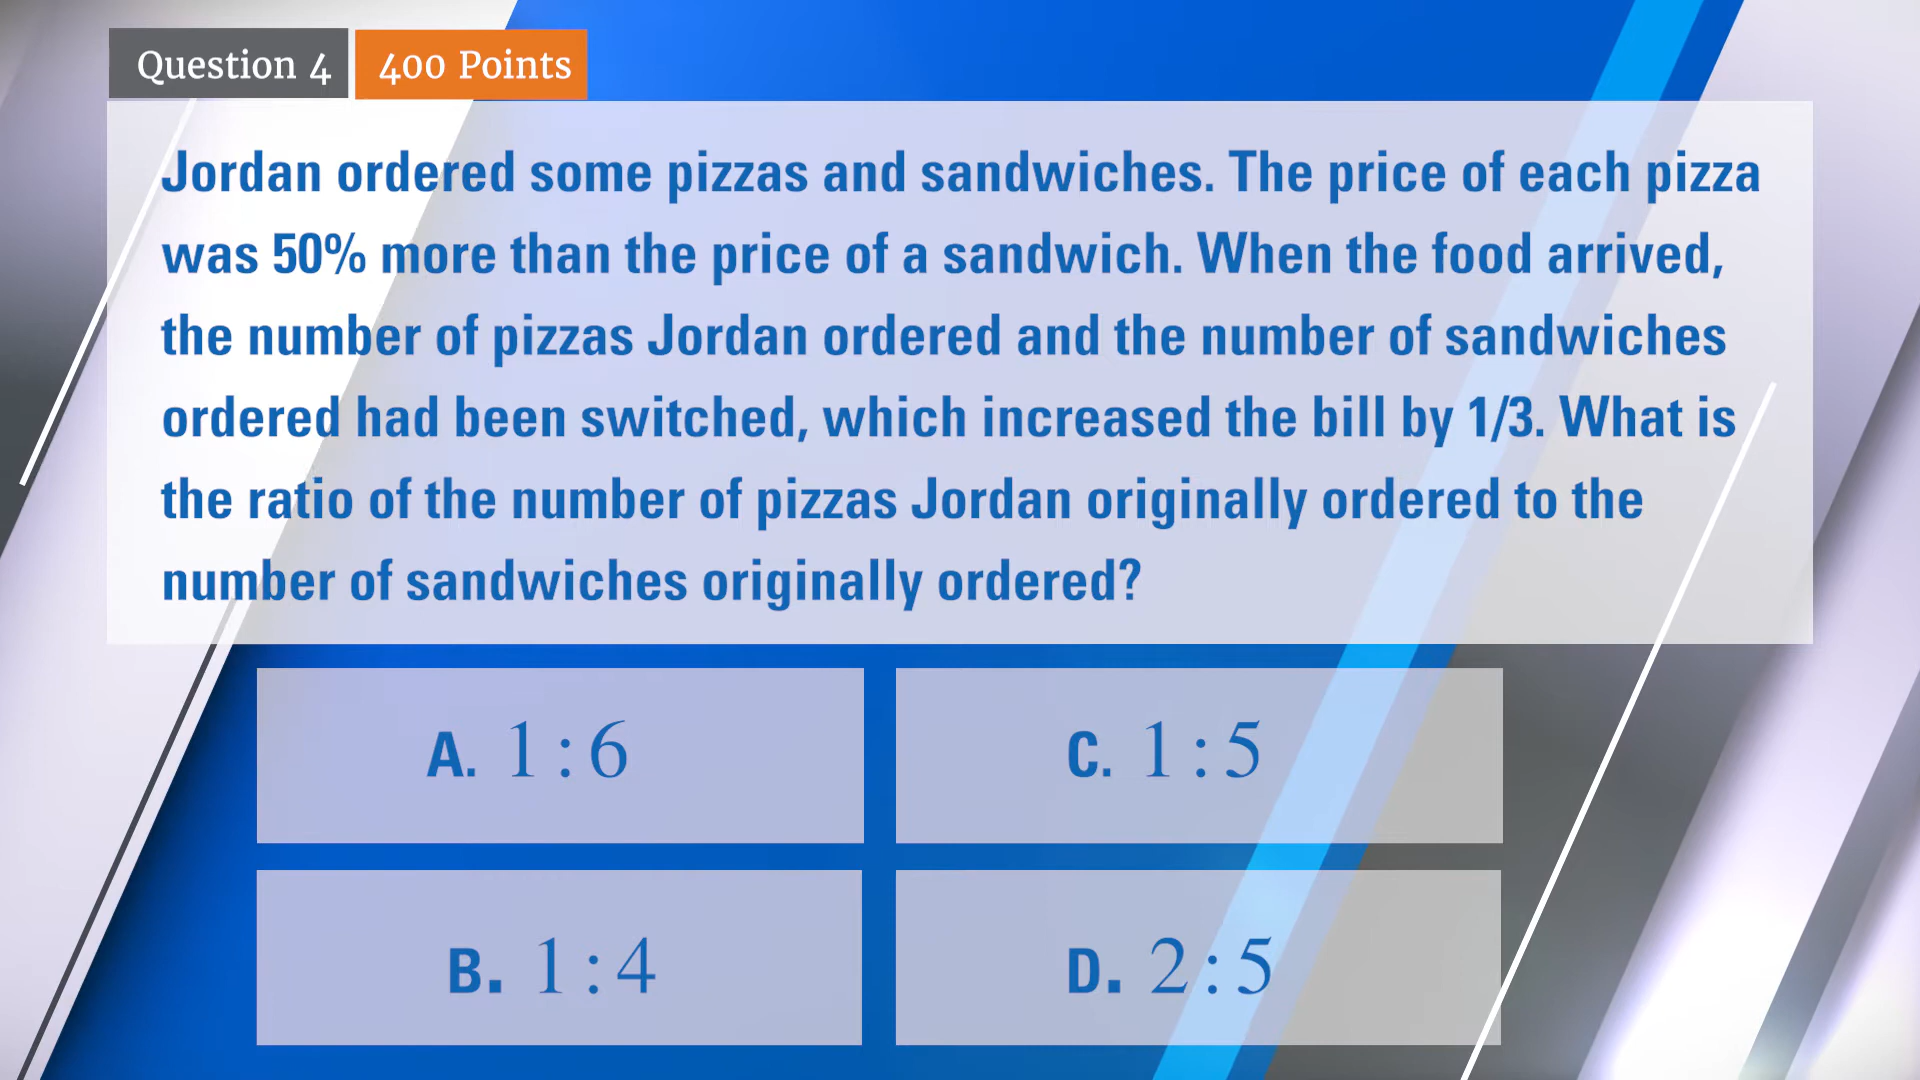 Question 4
400 Points
Jordan ordered some pizzas and sandwiches. The price of each pizza
was 50% more than the price of a sandwich. When the food arrived,
the number of pizzas Jordan ordered and the number of sandwiches
ordered had been switched, which increased the bill by 1/3. What is
the ratio of the number of pizzas Jordan originally ordered to the
number of sandwiches originally ordered?
A. 1 : 6
C. 1 : 5
B. 1 : 4
D. 2 : 5